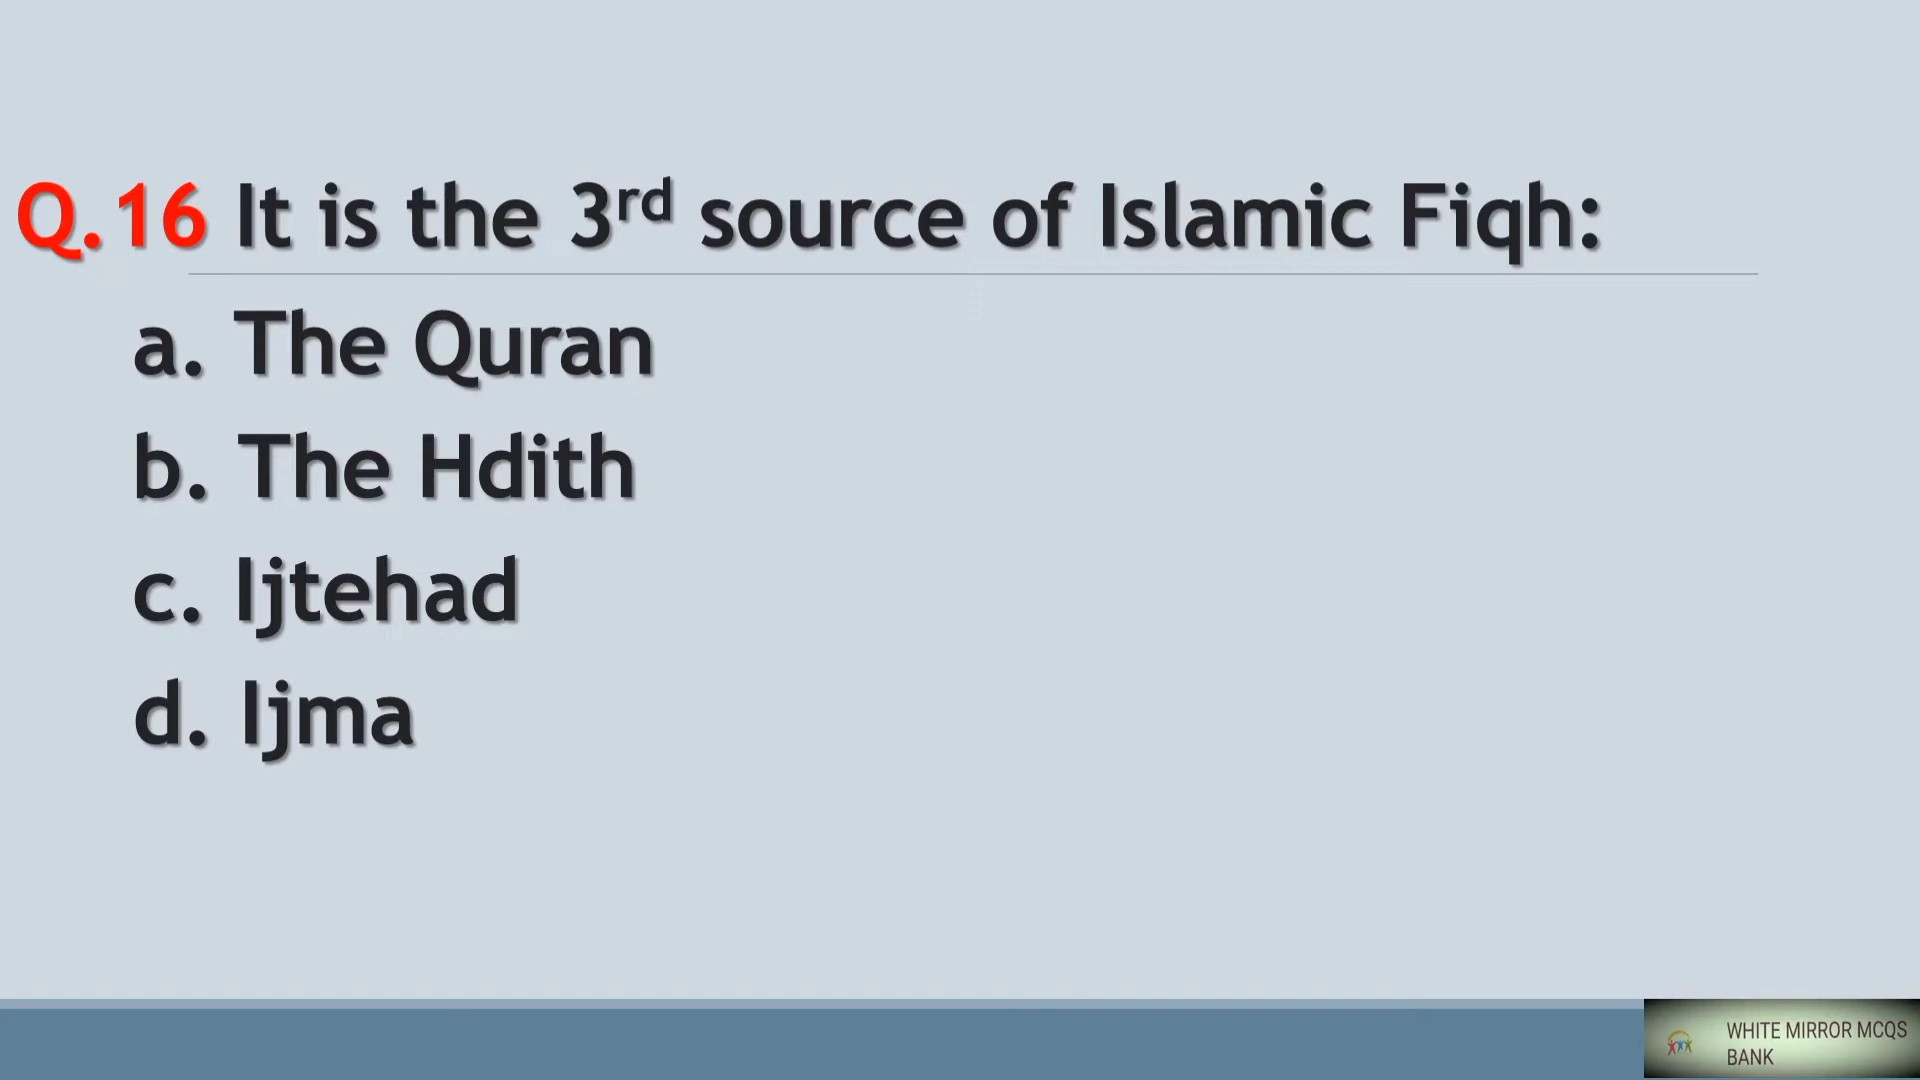 Q.16 It is the 3rd source of Islamic Fiqh:
a. The Quran
b. The Hdith
c. Ijtehad
d. Ijma
WHITE MIRROR MCQS
BANK